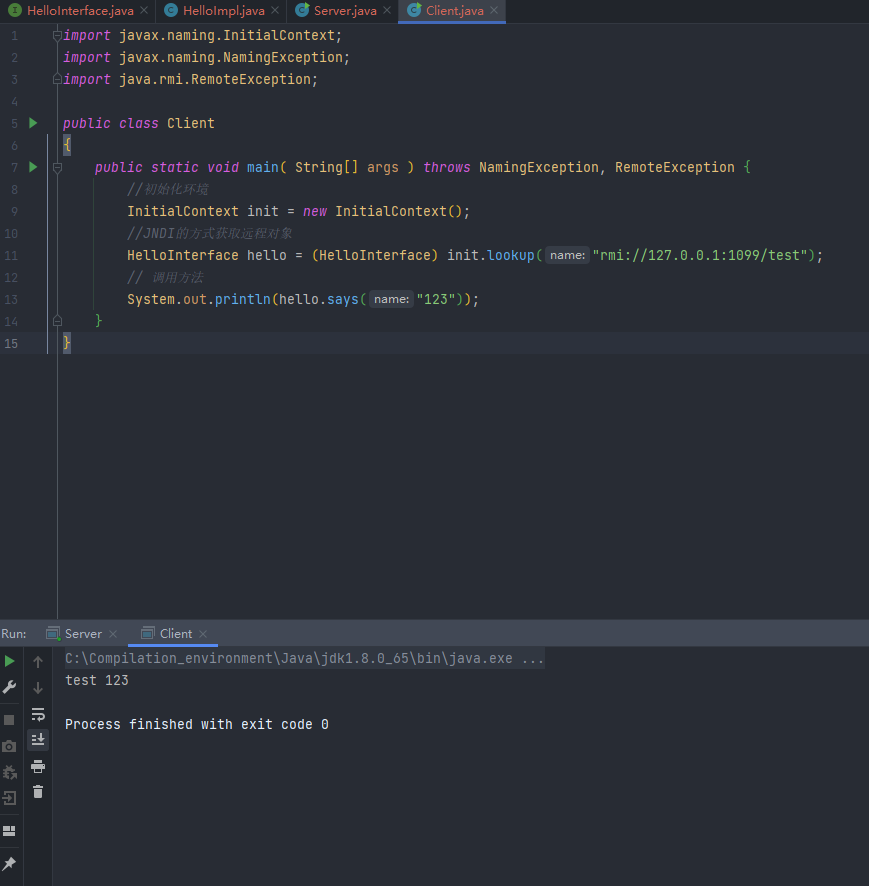 HelloInterface.java HelloImpl.java Server.java Client.java
1 import javax.naming.InitialContext;
2 import javax.naming.NamingException;
3 import java.rmi.RemoteException;
4
5 public class Client
6 {
7 public static void main( String[] args ) throws NamingException, RemoteException {
8 //初始化环境
9 InitialContext init = new InitialContext();
10 //JNDI的方式获取远程对象
11 HelloInterface hello = (HelloInterface) init.lookup( name: "rmi://127.0.0.1:1099/test");
12 // 调用方法
13 System.out.println(hello.says( name: "123"));
14 }
15 }
Run: Server Client
C:\Compilation_environment\Java\jdk1.8.0_65\bin\java.exe ...
test 123
Process finished with exit code 0